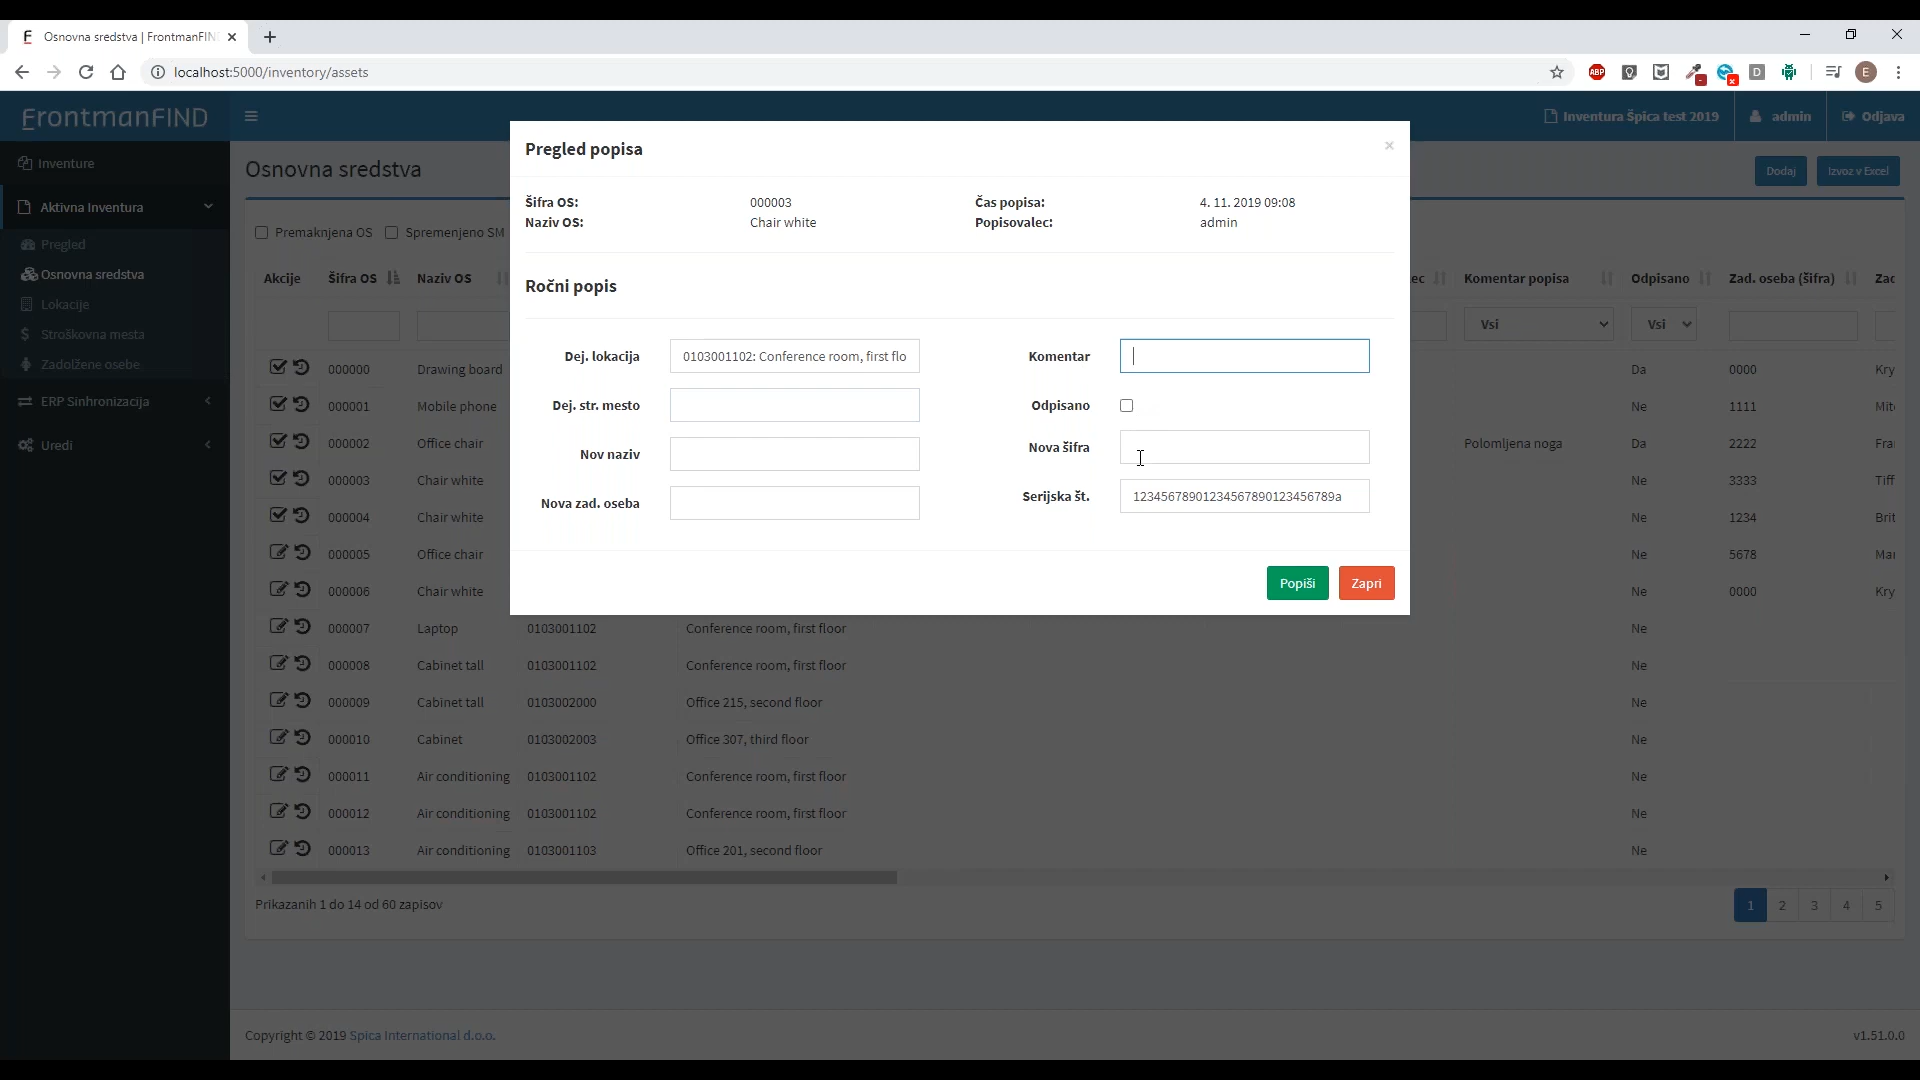 Osnovna sredstva | FrontmanFIN
localhost:5000/inventory/assets
ABP
D
E
FrontmanFIND
Inventura Špica test 2019
admin
Odjava
Inventure
Aktivna Inventura
Pregled
Osnovna sredstva
Lokacije
Stroškovna mesta
Zadolžene osebe
ERP Sinhronizacija
Uredi
Osnovna sredstva
Dodaj
Izvoz v Excel
Premaknjena OS
Spremenjeno SM
Pregled popisa
×
Šifra OS: 000003 Čas popisa: 4. 11. 2019 09:08
Naziv OS: Chair white Popisovalec: admin
Ročni popis
Dej. lokacija 0103001102: Conference room, first flo Komentar
Dej. str. mesto Odpisano
Nov naziv Nova šifra
Nova zad. oseba Serijska št. 12345678901234567890123456789a
Popiši Zapri
Akcije Šifra OS Naziv OS ec Komentar popisa Odpisano Zad. oseba (šifra) Zac
Vsi Vsi
000000 Drawing board Da 0000 Kry
000001 Mobile phone Ne 1111 Mit
000002 Office chair Polomljena noga Da 2222 Fra
000003 Chair white Ne 3333 Tiff
000004 Chair white Ne 1234 Brit
000005 Office chair Ne 5678 Mar
000006 Chair white Ne 0000 Kry
000007 Laptop 0103001102 Conference room, first floor Ne
000008 Cabinet tall 0103001102 Conference room, first floor Ne
000009 Cabinet tall 0103002000 Office 215, second floor Ne
000010 Cabinet 0103002003 Office 307, third floor Ne
000011 Air conditioning 0103001102 Conference room, first floor Ne
000012 Air conditioning 0103001102 Conference room, first floor Ne
000013 Air conditioning 0103001103 Office 201, second floor Ne
Prikazanih 1 do 14 od 60 zapisov
1 2 3 4 5
Copyright © 2019 Spica International d.o.o.
v1.51.0.0